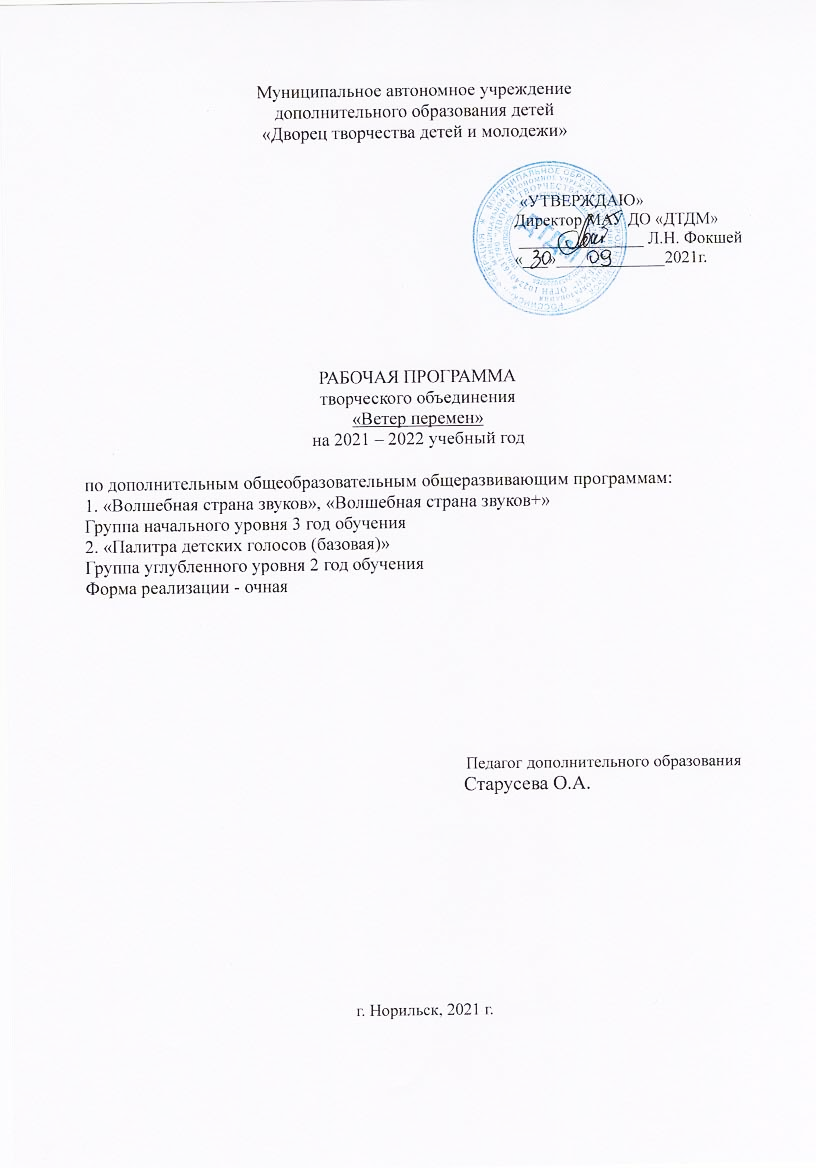 Муниципальное автономное учреждение
дополнительного образования детей
«Дворец творчества детей и молодежи»
«УТВЕРЖДАЮ»
Директор МАУ ДО «ДТДМ»
______________ Л.Н. Фокшей
«30» 09 2021г.
ДТДМ
РАБОЧАЯ ПРОГРАММА
творческого объединения
«Ветер перемен»
на 2021 – 2022 учебный год
по дополнительным общеобразовательным общеразвивающим программам:
1. «Волшебная страна звуков», «Волшебная страна звуков+»
Группа начального уровня 3 год обучения
2. «Палитра детских голосов (базовая)»
Группа углубленного уровня 2 год обучения
Форма реализации - очная
Педагог дополнительного образования
Старусева О.А.
г. Норильск, 2021 г.